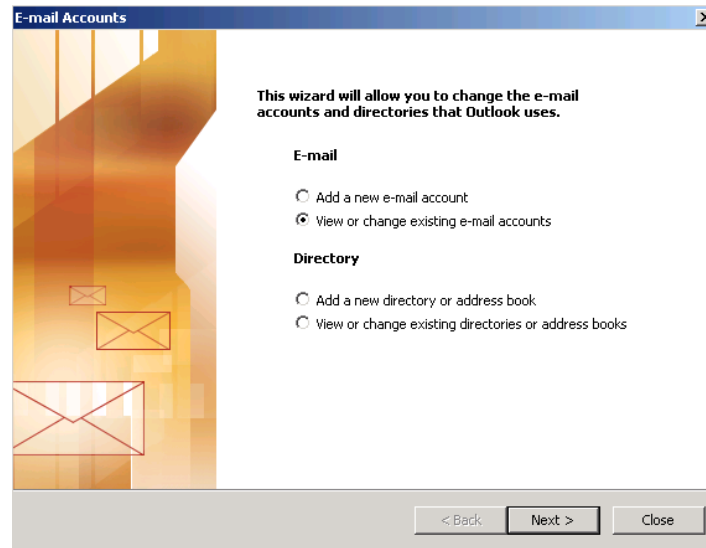 E-mail Accounts
This wizard will allow you to change the e-mail
accounts and directories that Outlook uses.
E-mail
Add a new e-mail account
View or change existing e-mail accounts
Directory
Add a new directory or address book
View or change existing directories or address books
< Back Next > Close